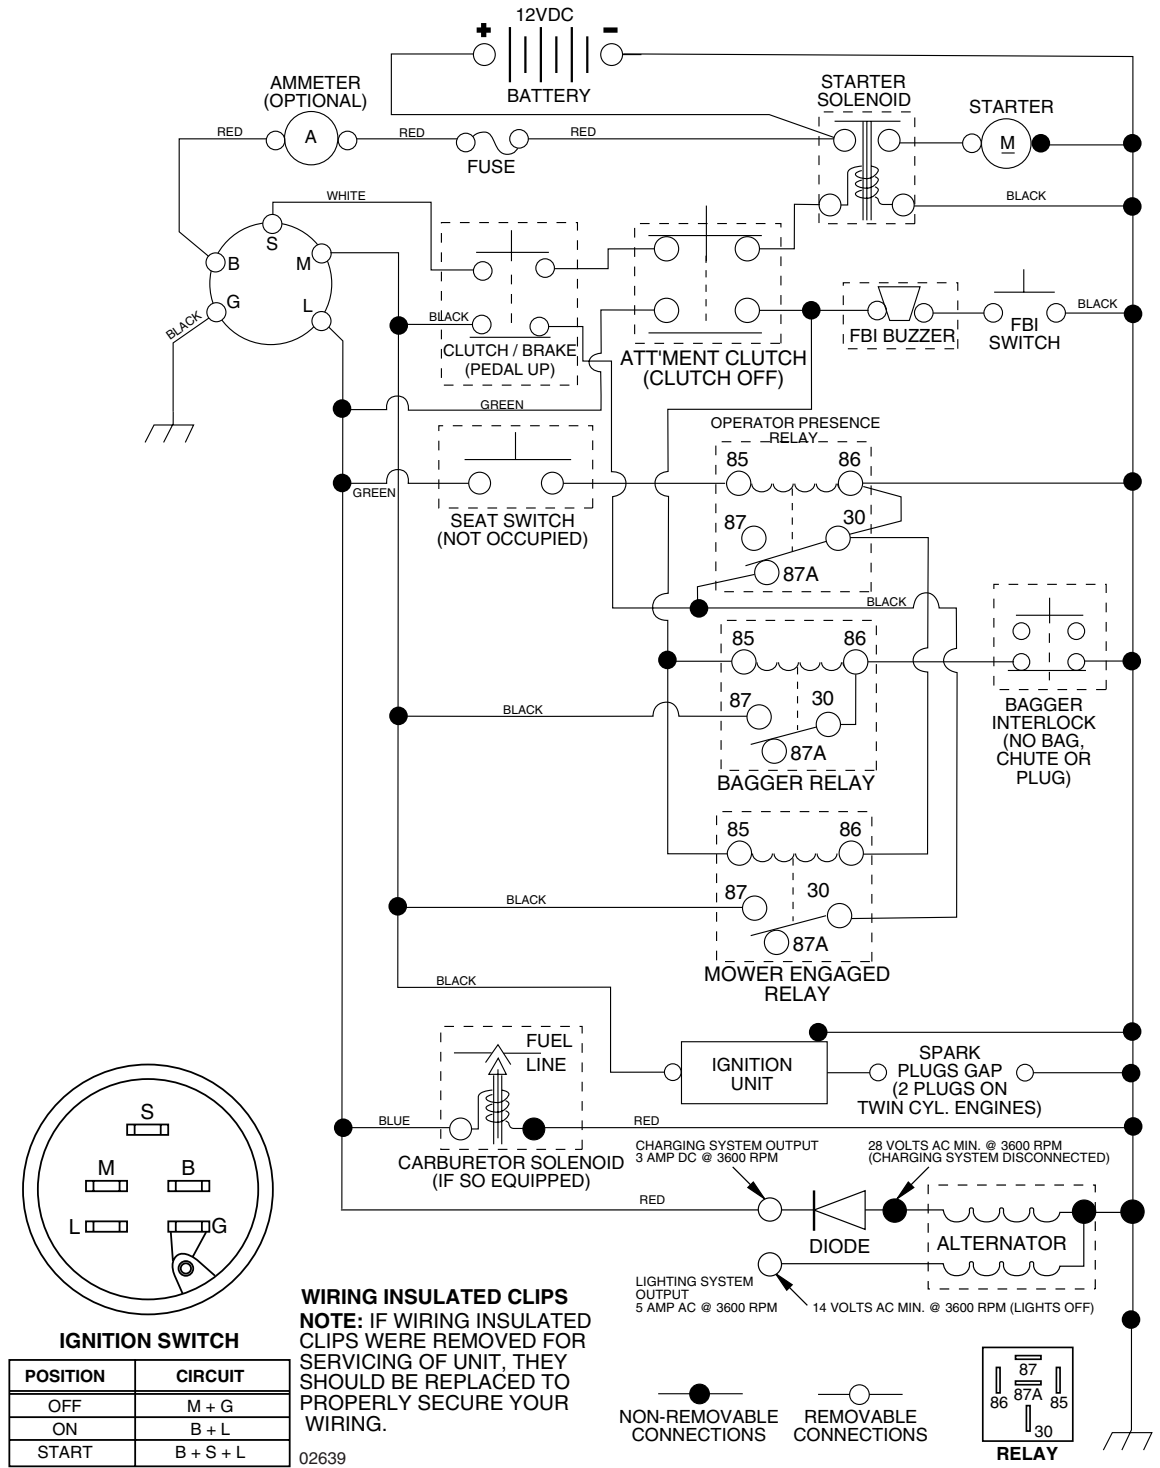 12VDC
+ -
BATTERY
AMMETER
(OPTIONAL)
A
RED
RED
FUSE
RED
STARTER
SOLENOID
STARTER
M
BLACK
WHITE
S
B
M
G
L
BLACK
BLACK
CLUTCH / BRAKE
(PEDAL UP)
ATT'MENT CLUTCH
(CLUTCH OFF)
FBI BUZZER
FBI
SWITCH
BLACK
GREEN
GREEN
SEAT SWITCH
(NOT OCCUPIED)
OPERATOR PRESENCE
RELAY
85
86
87
30
87A
BLACK
85
86
87
30
87A
BLACK
BAGGER RELAY
BAGGER
INTERLOCK
(NO BAG,
CHUTE OR
PLUG)
85
86
87
30
87A
BLACK
MOWER ENGAGED
RELAY
BLACK
FUEL
LINE
IGNITION
UNIT
SPARK
PLUGS GAP
(2 PLUGS ON
TWIN CYL. ENGINES)
BLUE
RED
CARBURETOR SOLENOID
(IF SO EQUIPPED)
CHARGING SYSTEM OUTPUT
3 AMP DC @ 3600 RPM
28 VOLTS AC MIN. @ 3600 RPM
(CHARGING SYSTEM DISCONNECTED)
RED
DIODE
ALTERNATOR
LIGHTING SYSTEM
OUTPUT
5 AMP AC @ 3600 RPM
14 VOLTS AC MIN. @ 3600 RPM (LIGHTS OFF)
S
M
B
L
G
IGNITION SWITCH
POSITION CIRCUIT
OFF M + G
ON B + L
START B + S + L
WIRING INSULATED CLIPS
NOTE: IF WIRING INSULATED
CLIPS WERE REMOVED FOR
SERVICING OF UNIT, THEY
SHOULD BE REPLACED TO
PROPERLY SECURE YOUR
WIRING.
02639
NON-REMOVABLE
CONNECTIONS
REMOVABLE
CONNECTIONS
87
86
87A
85
30
RELAY